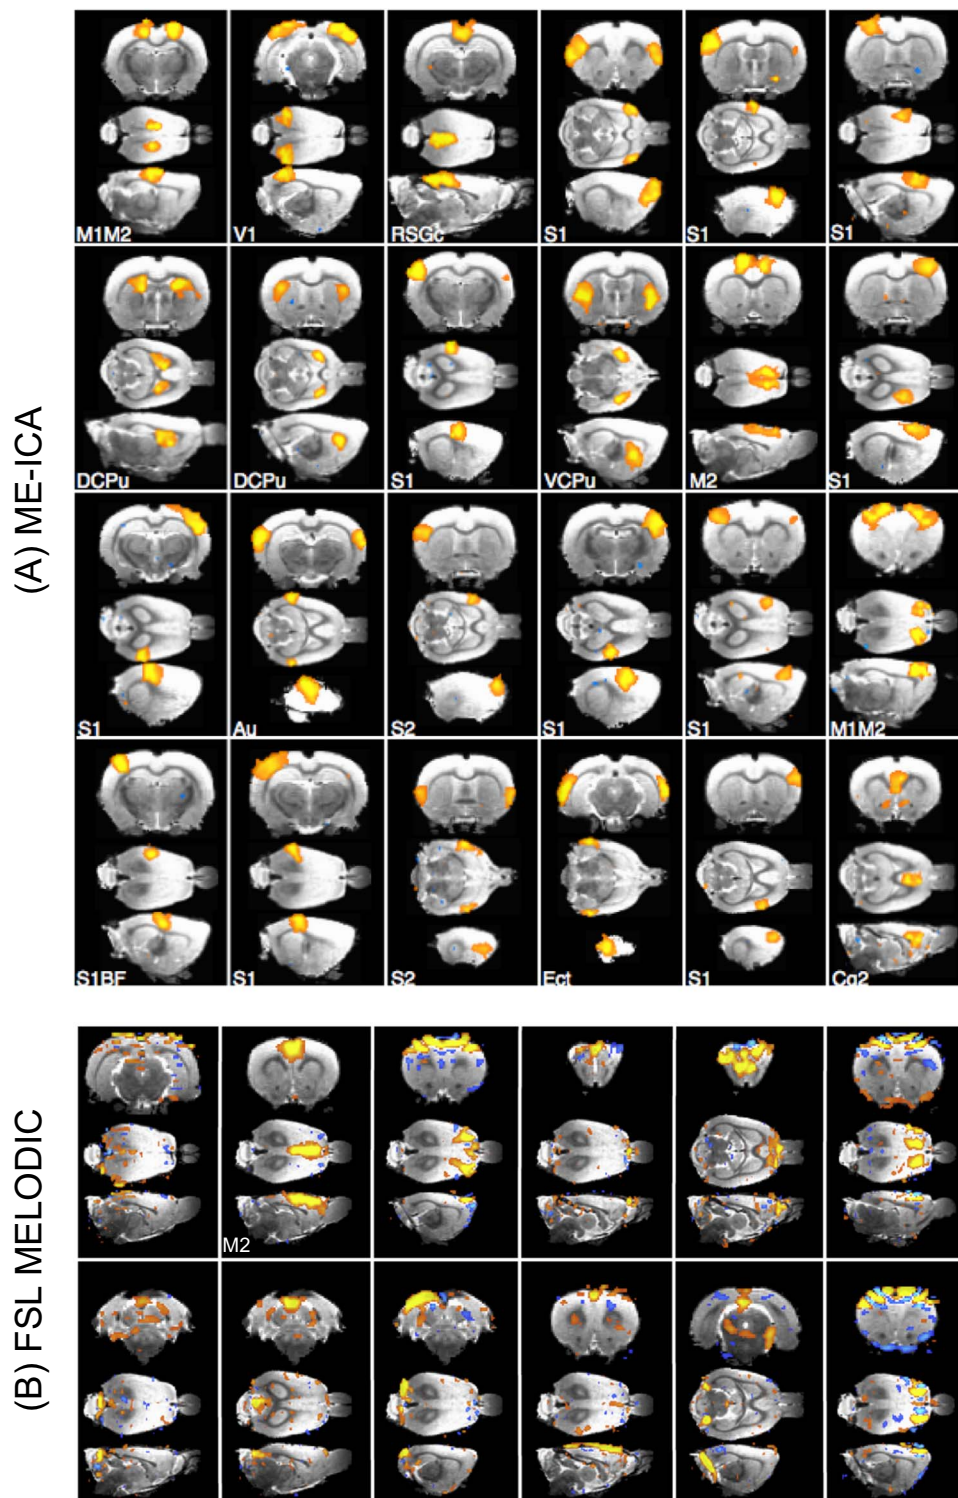 (A) ME-ICA
M1M2 V1 RSGc S1 S1 S1
DCPu DCPu S1 VCPu M2 S1
S1 Au S2 S1 S1 M1M2
S1BF S1 S2 Ect S1 Cg2
(B) FSL MELODIC
M2